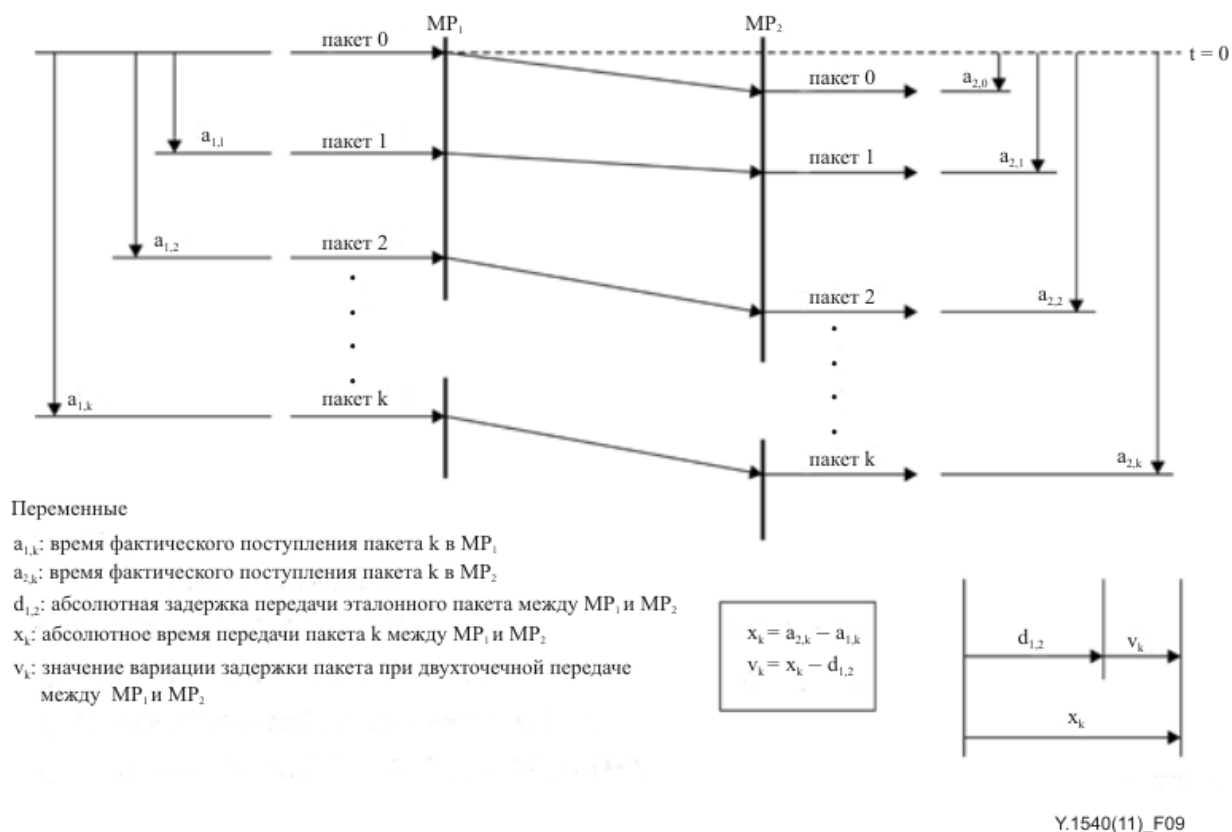 MP₁ MP₂
пакет 0
t = 0
пакет 0
a₂,₀
a₁,₁
пакет 1
пакет 1
a₂,₁
a₁,₂
пакет 2
пакет 2
a₂,₂
a₁,k
пакет k
пакет k
a₂,k
Переменные
a₁,k: время фактического поступления пакета k в MP₁
a₂,k: время фактического поступления пакета k в MP₂
d₁,₂: абсолютная задержка передачи эталонного пакета между MP₁ и MP₂
xk: абсолютное время передачи пакета k между MP₁ и MP₂
vk: значение вариации задержки пакета при двухточечной передаче
между MP₁ и MP₂
xk = a₂,k – a₁,k
vk = xk – d₁,₂
d₁,₂ vk
xk
Y.1540(11)_F09